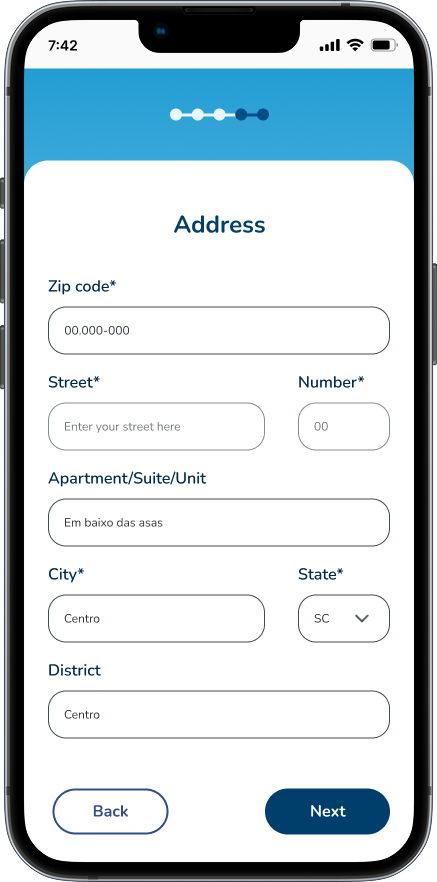 7:42
Address
Zip code*
00.000-000
Street* Number*
Enter your street here 00
Apartment/Suite/Unit
Em baixo das asas
City* State*
Centro SC
District
Centro
Back Next